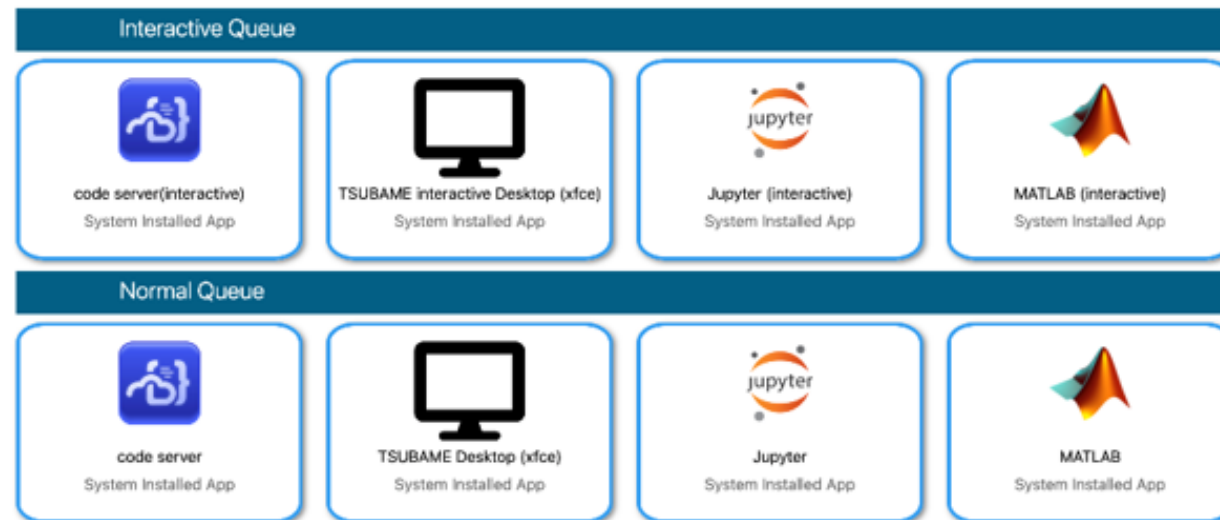 Interactive Queue
jupyter
code server(interactive)
TSUBAME interactive Desktop (xfce)
Jupyter (interactive)
MATLAB (interactive)
System Installed App
System Installed App
System Installed App
System Installed App
Normal Queue
jupyter
code server
TSUBAME Desktop (xfce)
Jupyter
MATLAB
System Installed App
System Installed App
System Installed App
System Installed App